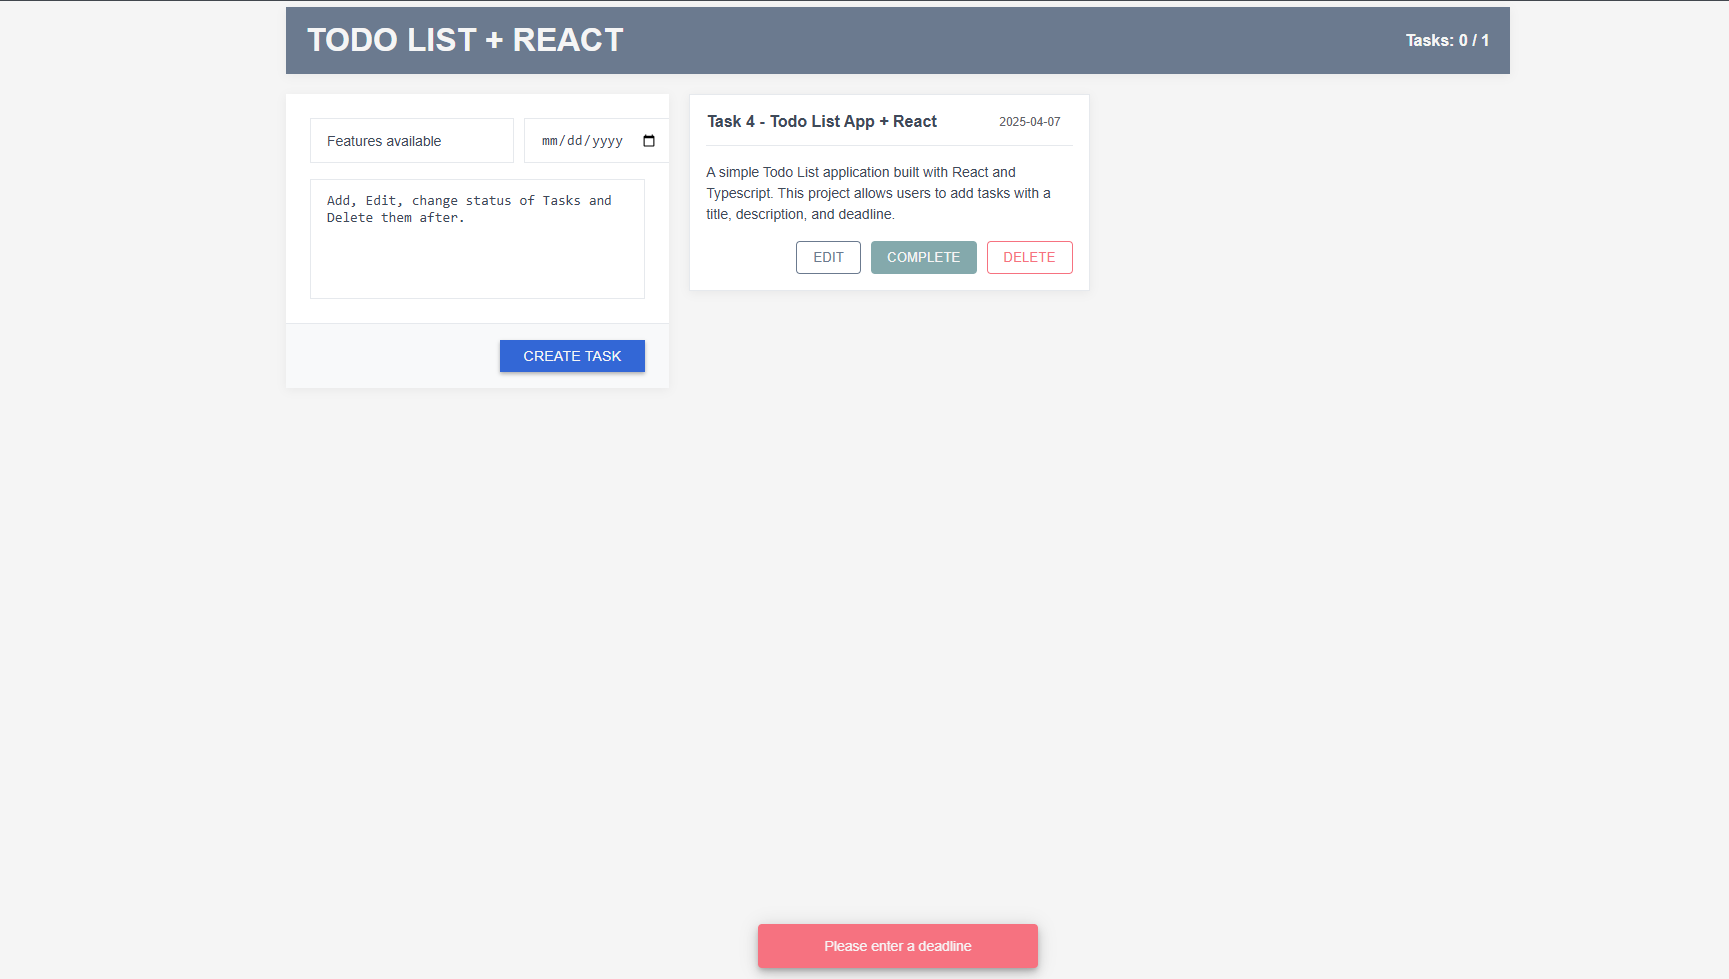 TODO LIST + REACT
Tasks: 0 / 1
Features available
mm/dd/yyyy
Add, Edit, change status of Tasks and
Delete them after.
CREATE TASK
Task 4 - Todo List App + React
2025-04-07
A simple Todo List application built with React and
Typescript. This project allows users to add tasks with a
title, description, and deadline.
EDIT
COMPLETE
DELETE
Please enter a deadline